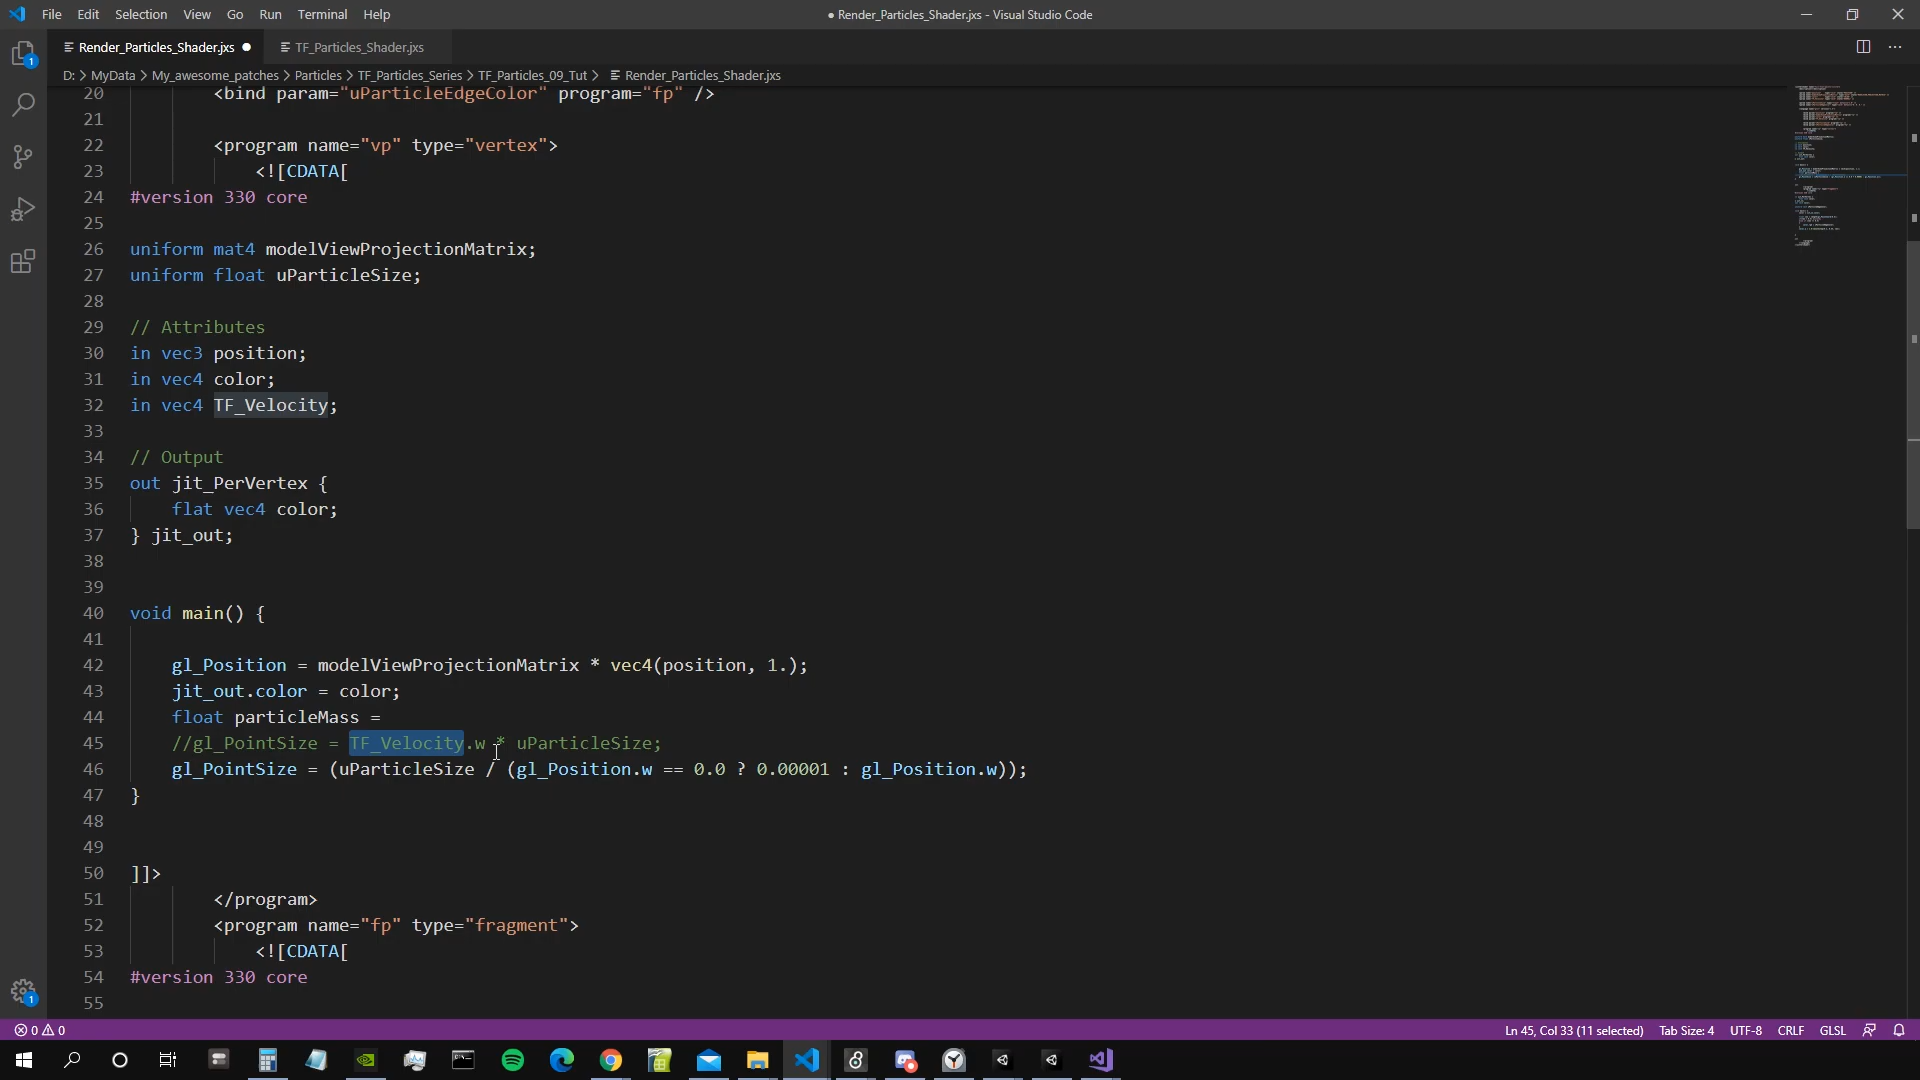 File Edit Selection View Go Run Terminal Help
● Render_Particles_Shader.jxs - Visual Studio Code
Render_Particles_Shader.jxs ●
TF_Particles_Shader.jxs
D: > MyData > My_awesome_patches > Particles > TF_Particles_Series > TF_Particles_09_Tut > Render_Particles_Shader.jxs
20 <bind param="uParticleEdgeColor" program="fp" />
21
22 <program name="vp" type="vertex">
23 <![CDATA[
24 #version 330 core
25
26 uniform mat4 modelViewProjectionMatrix;
27 uniform float uParticleSize;
28
29 // Attributes
30 in vec3 position;
31 in vec4 color;
32 in vec4 TF_Velocity;
33
34 // Output
35 out jit_PerVertex {
36 flat vec4 color;
37 } jit_out;
38
39
40 void main() {
41
42 gl_Position = modelViewProjectionMatrix * vec4(position, 1.);
43 jit_out.color = color;
44 float particleMass =
45 //gl_PointSize = TF_Velocity.w * uParticleSize;
46 gl_PointSize = (uParticleSize / (gl_Position.w == 0.0 ? 0.00001 : gl_Position.w));
47 }
48
49
50 ]]>
51 </program>
52 <program name="fp" type="fragment">
53 <![CDATA[
54 #version 330 core
55
1
1
0 0
Ln 45, Col 33 (11 selected) Tab Size: 4 UTF-8 CRLF GLSL